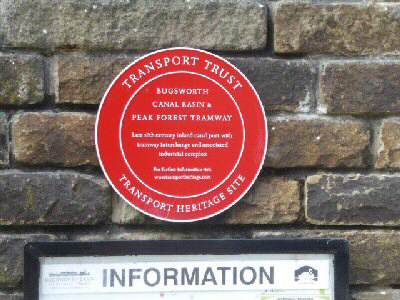 TRANSPORT TRUST
BUGSWORTH
CANAL BASIN &
PEAK FOREST TRAMWAY
Late 18th century inland canal port with
tramway interchange and associated
industrial complex
For further information visit
www.transportheritage.com
TRANSPORT HERITAGE SITE
INFORMATION